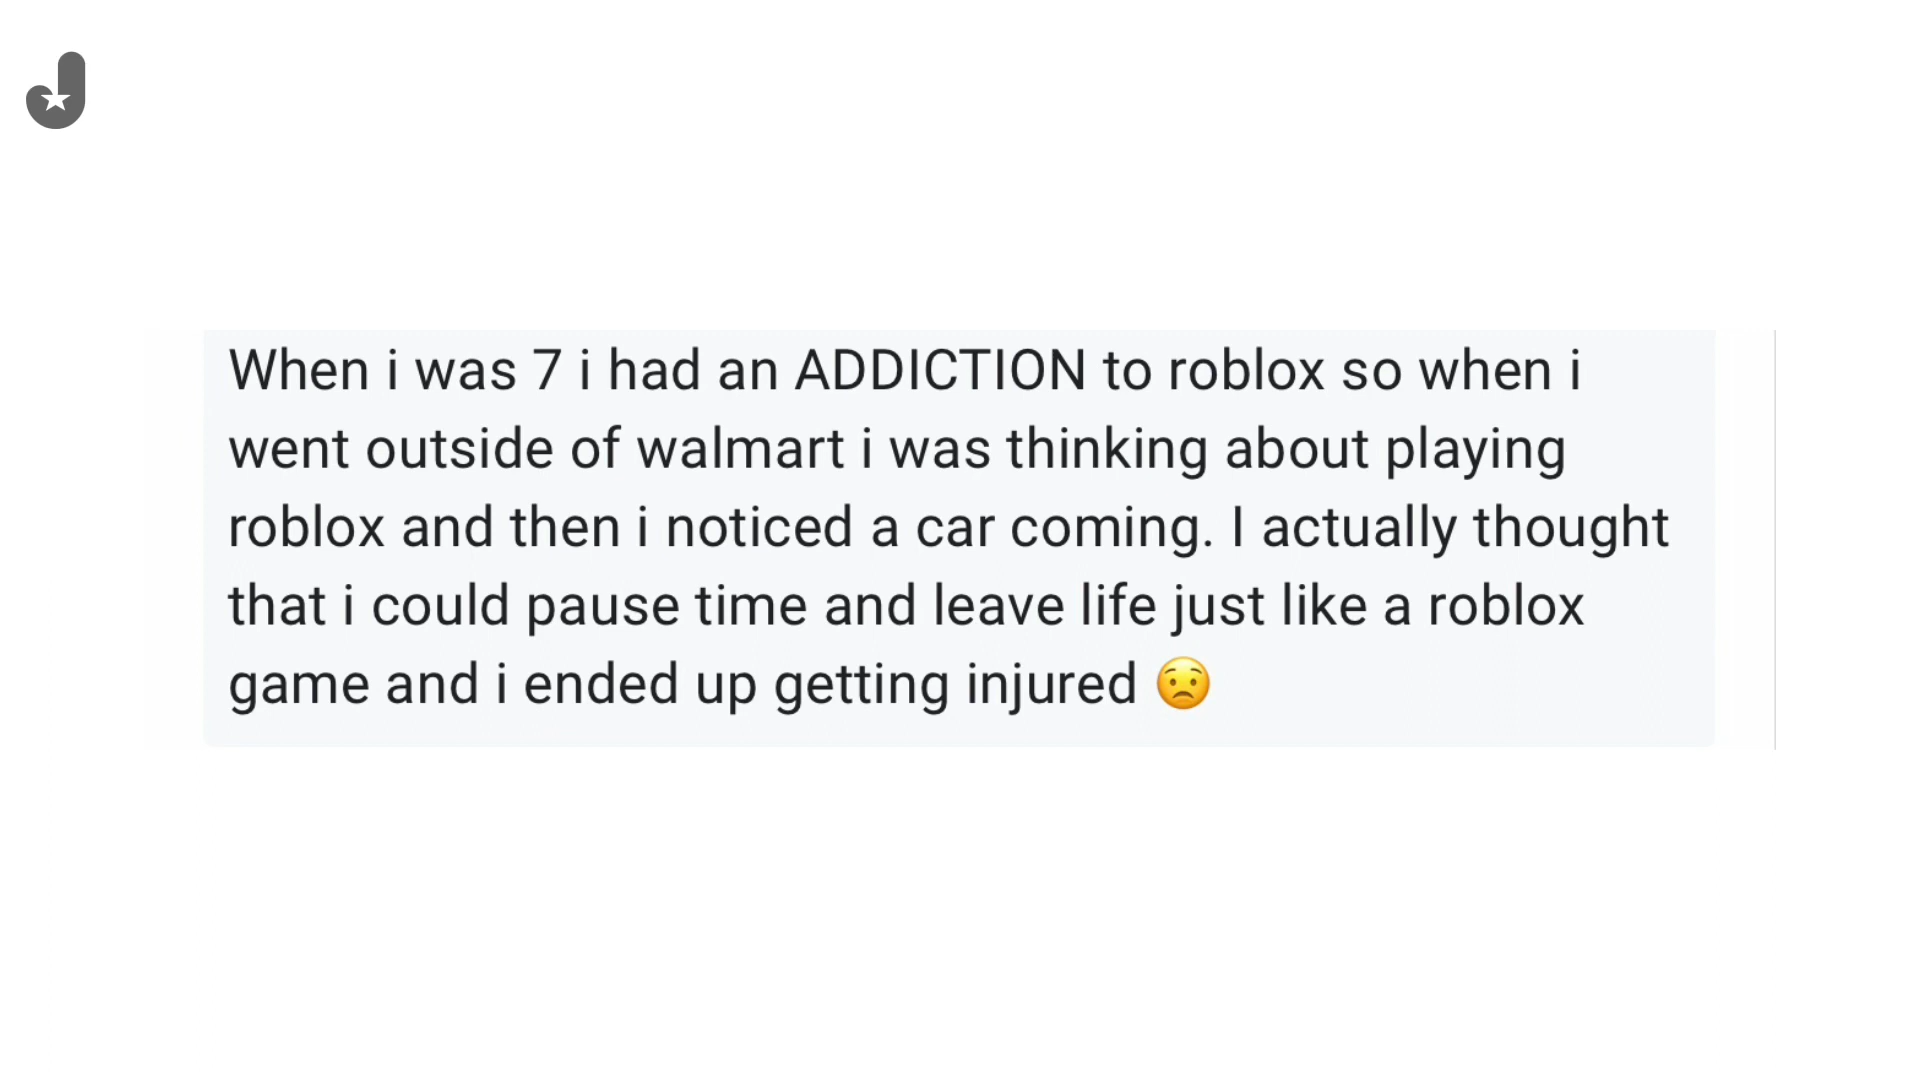 When i was 7 i had an ADDICTION to roblox so when i
went outside of walmart i was thinking about playing
roblox and then i noticed a car coming. I actually thought
that i could pause time and leave life just like a roblox
game and i ended up getting injured 😟